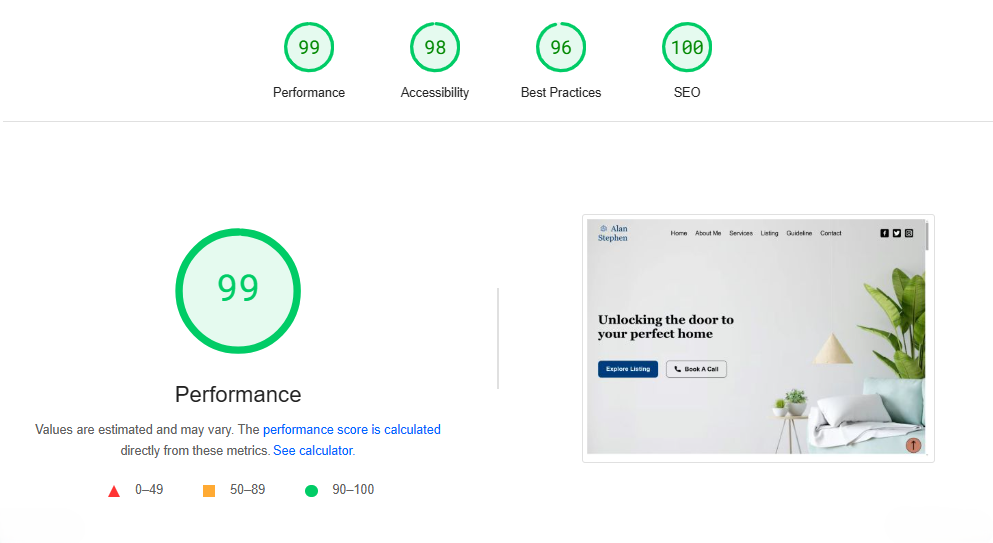 99 98 96 100
Performance Accessibility Best Practices SEO
99
Performance
Values are estimated and may vary. The performance score is calculated
directly from these metrics. See calculator.
0–49 50–89 90–100
Alan
Stephen
Home About Me Services Listing Guideline Contact
Unlocking the door to
your perfect home
Explore Listing Book A Call